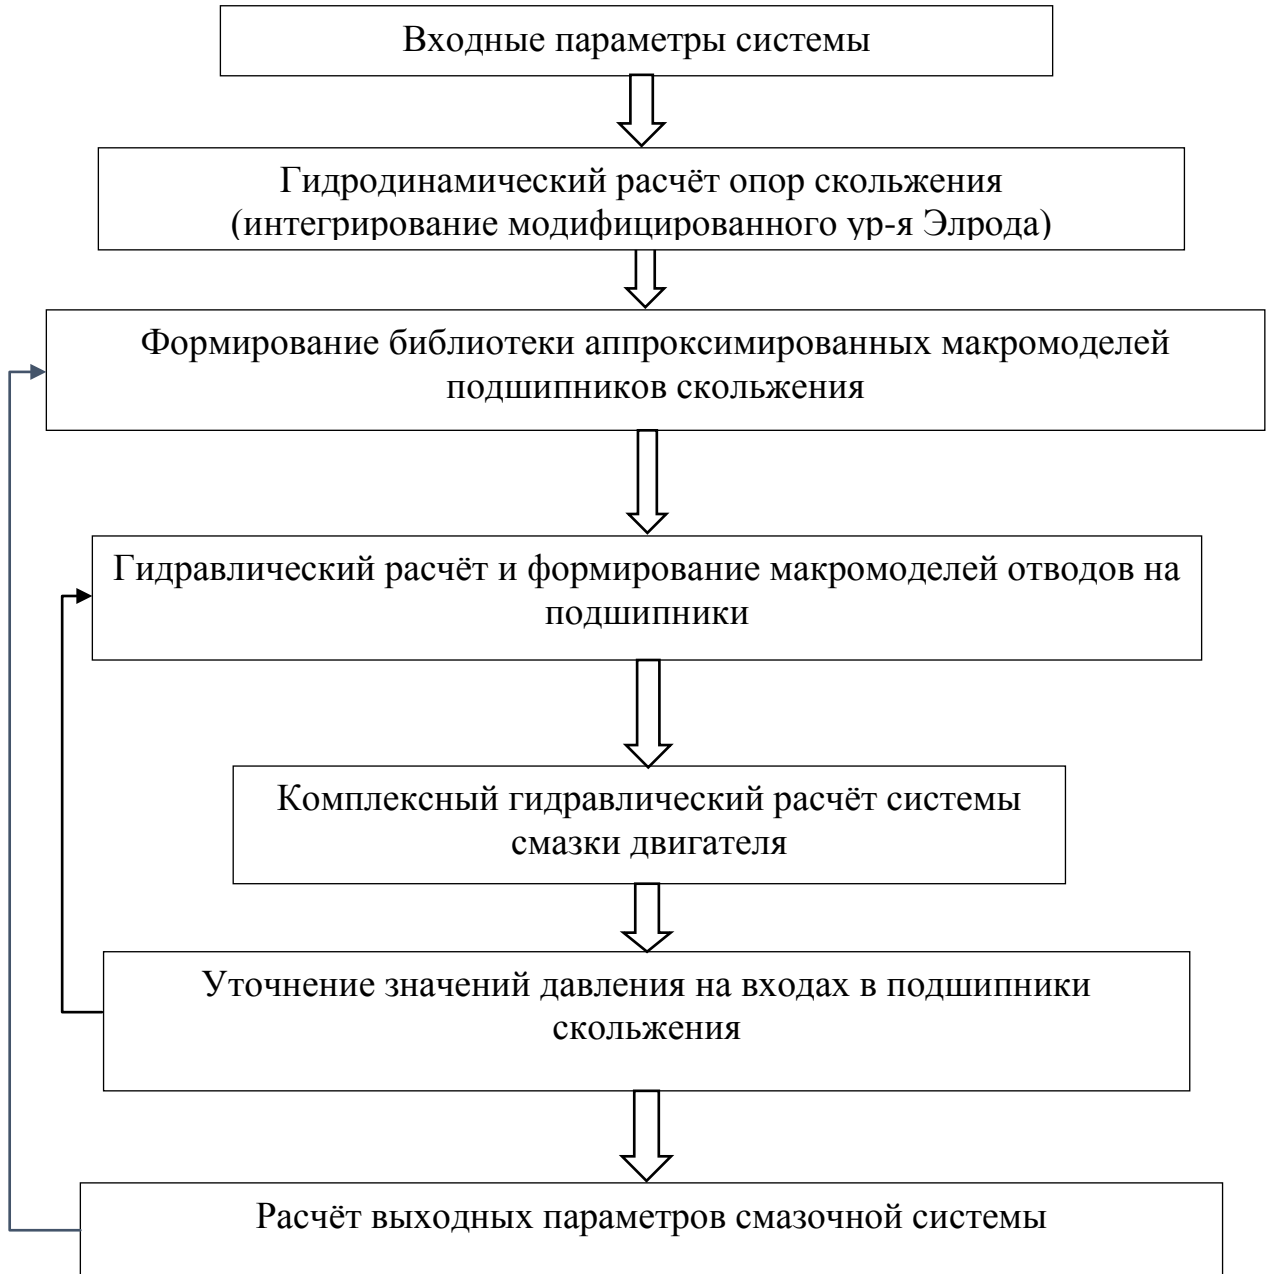 Входные параметры системы
Гидродинамический расчёт опор скольжения
(интегрирование модифицированного ур-я Элрода)
Формирование библиотеки аппроксимированных макромоделей
подшипников скольжения
Гидравлический расчёт и формирование макромоделей отводов на
подшипники
Комплексный гидравлический расчёт системы
смазки двигателя
Уточнение значений давления на входах в подшипники
скольжения
Расчёт выходных параметров смазочной системы